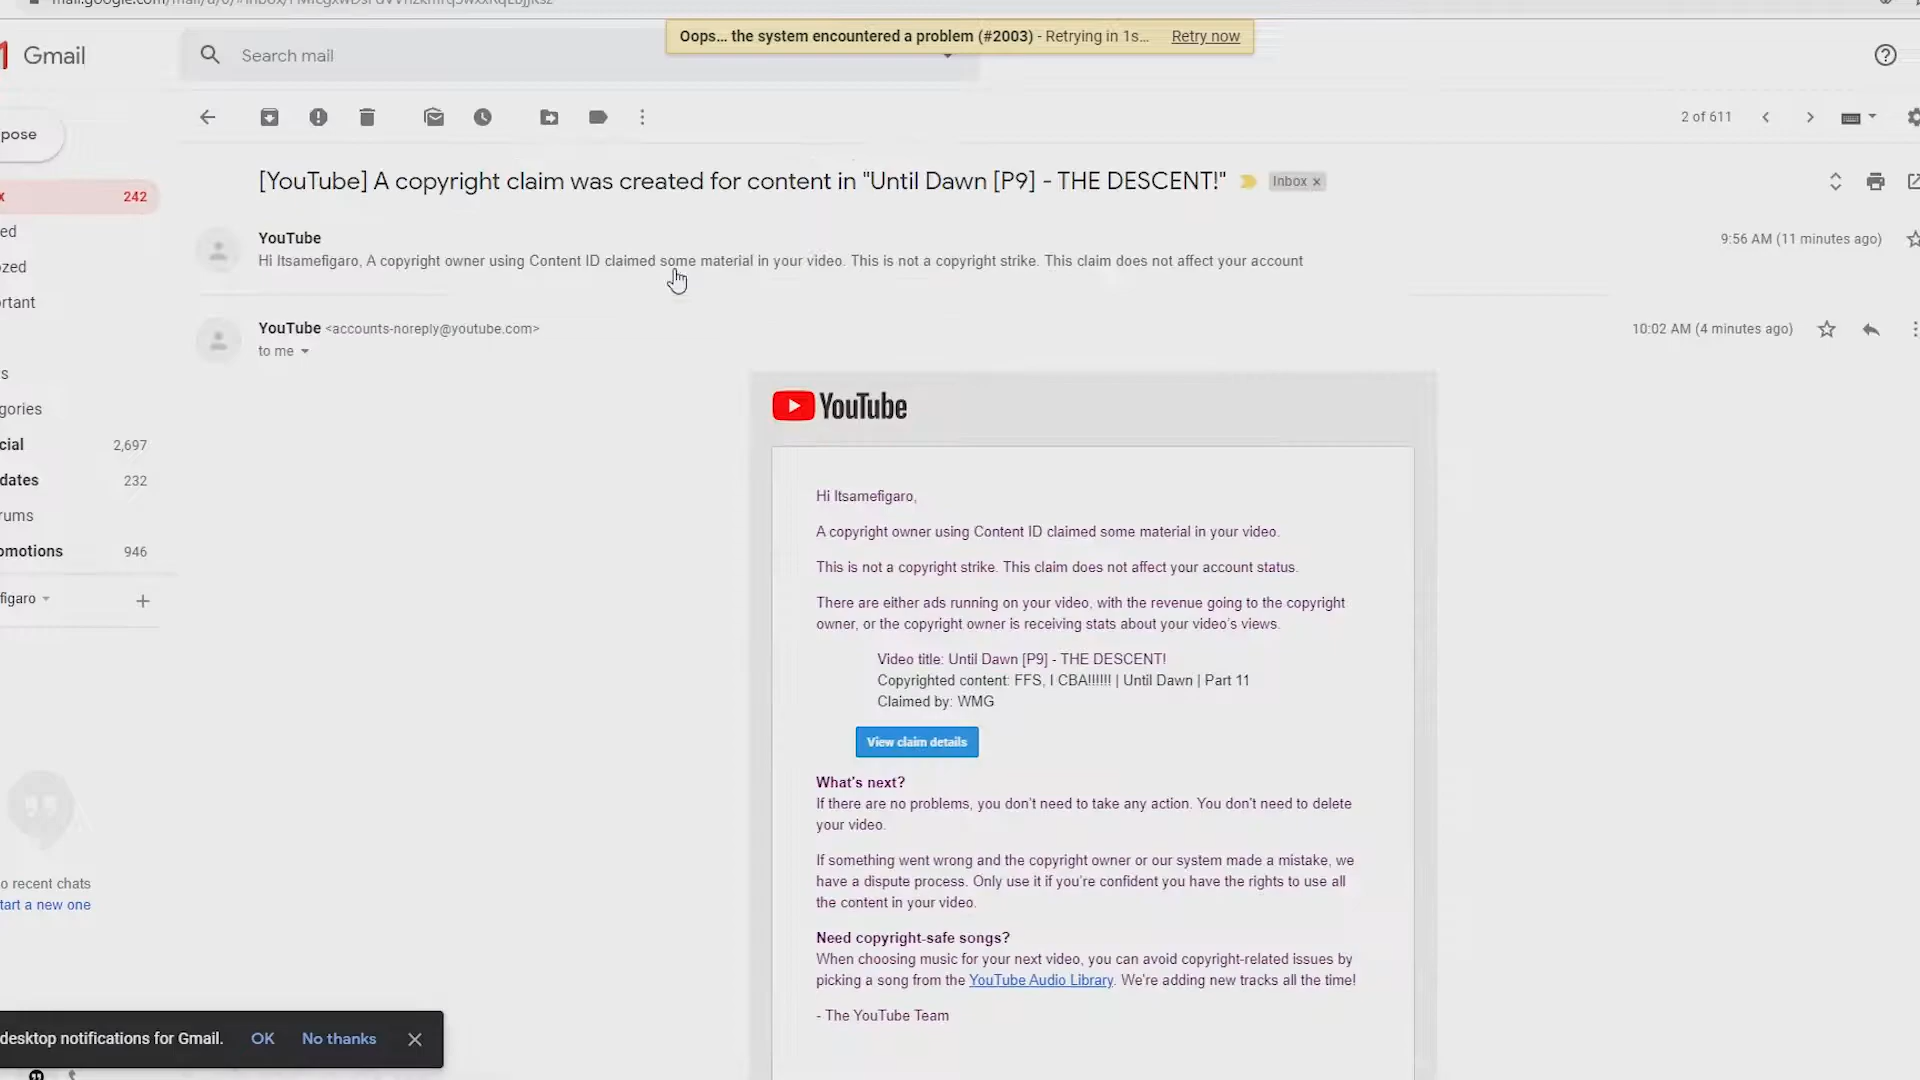 Oops... the system encountered a problem (#2003) - Retrying in 1s... Retry now
Gmail
Search mail
pose
2 of 611
[YouTube] A copyright claim was created for content in "Until Dawn [P9] - THE DESCENT!"
Inbox ×
x 242
ed
ozed
ortant
s
gories
cial 2,697
dates 232
rums
omotions 946
figaro
YouTube
9:56 AM (11 minutes ago)
Hi Itsamefigaro, A copyright owner using Content ID claimed some material in your video. This is not a copyright strike. This claim does not affect your account
YouTube <accounts-noreply@youtube.com>
10:02 AM (4 minutes ago)
to me
YouTube
Hi Itsamefigaro,
A copyright owner using Content ID claimed some material in your video.
This is not a copyright strike. This claim does not affect your account status.
There are either ads running on your video, with the revenue going to the copyright
owner, or the copyright owner is receiving stats about your video's views.
Video title: Until Dawn [P9] - THE DESCENT!
Copyrighted content: FFS, I CBA!!!!!! | Until Dawn | Part 11
Claimed by: WMG
View claim details
What's next?
If there are no problems, you don't need to take any action. You don't need to delete
your video.
If something went wrong and the copyright owner or our system made a mistake, we
have a dispute process. Only use it if you're confident you have the rights to use all
the content in your video.
Need copyright-safe songs?
When choosing music for your next video, you can avoid copyright-related issues by
picking a song from the YouTube Audio Library. We're adding new tracks all the time!
- The YouTube Team
o recent chats
tart a new one
desktop notifications for Gmail. OK No thanks